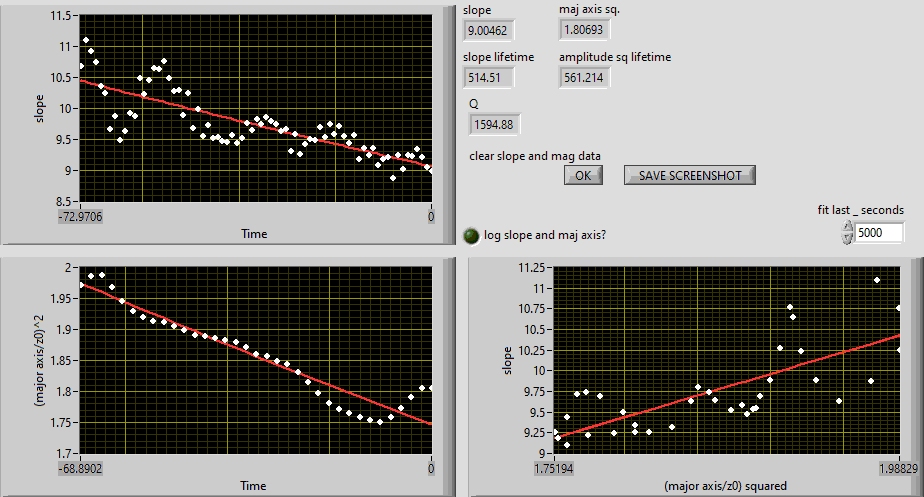 11.5
11
10.5
10
9.5
9
8.5
slope
-72.9706
0
Time
slope
9.00462
maj axis sq.
1.80693
slope lifetime
514.51
amplitude sq lifetime
561.214
Q
1594.88
clear slope and mag data
OK
SAVE SCREENSHOT
log slope and maj axis?
fit last _ seconds
5000
2
1.95
1.9
1.85
1.8
1.75
1.7
(major axis/z0))^2
-68.8902
0
Time
11.25
11
10.75
10.5
10.25
10
9.75
9.5
9.25
9
slope
1.75194
1.98829
(major axis/z0) squared